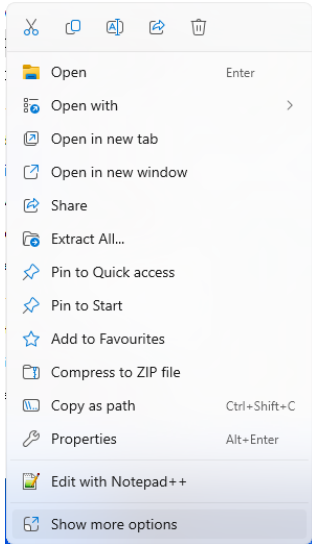 Open Enter
Open with
Open in new tab
Open in new window
Share
Extract All...
Pin to Quick access
Pin to Start
Add to Favourites
Compress to ZIP file
Copy as path Ctrl+Shift+C
Properties Alt+Enter
Edit with Notepad++
Show more options